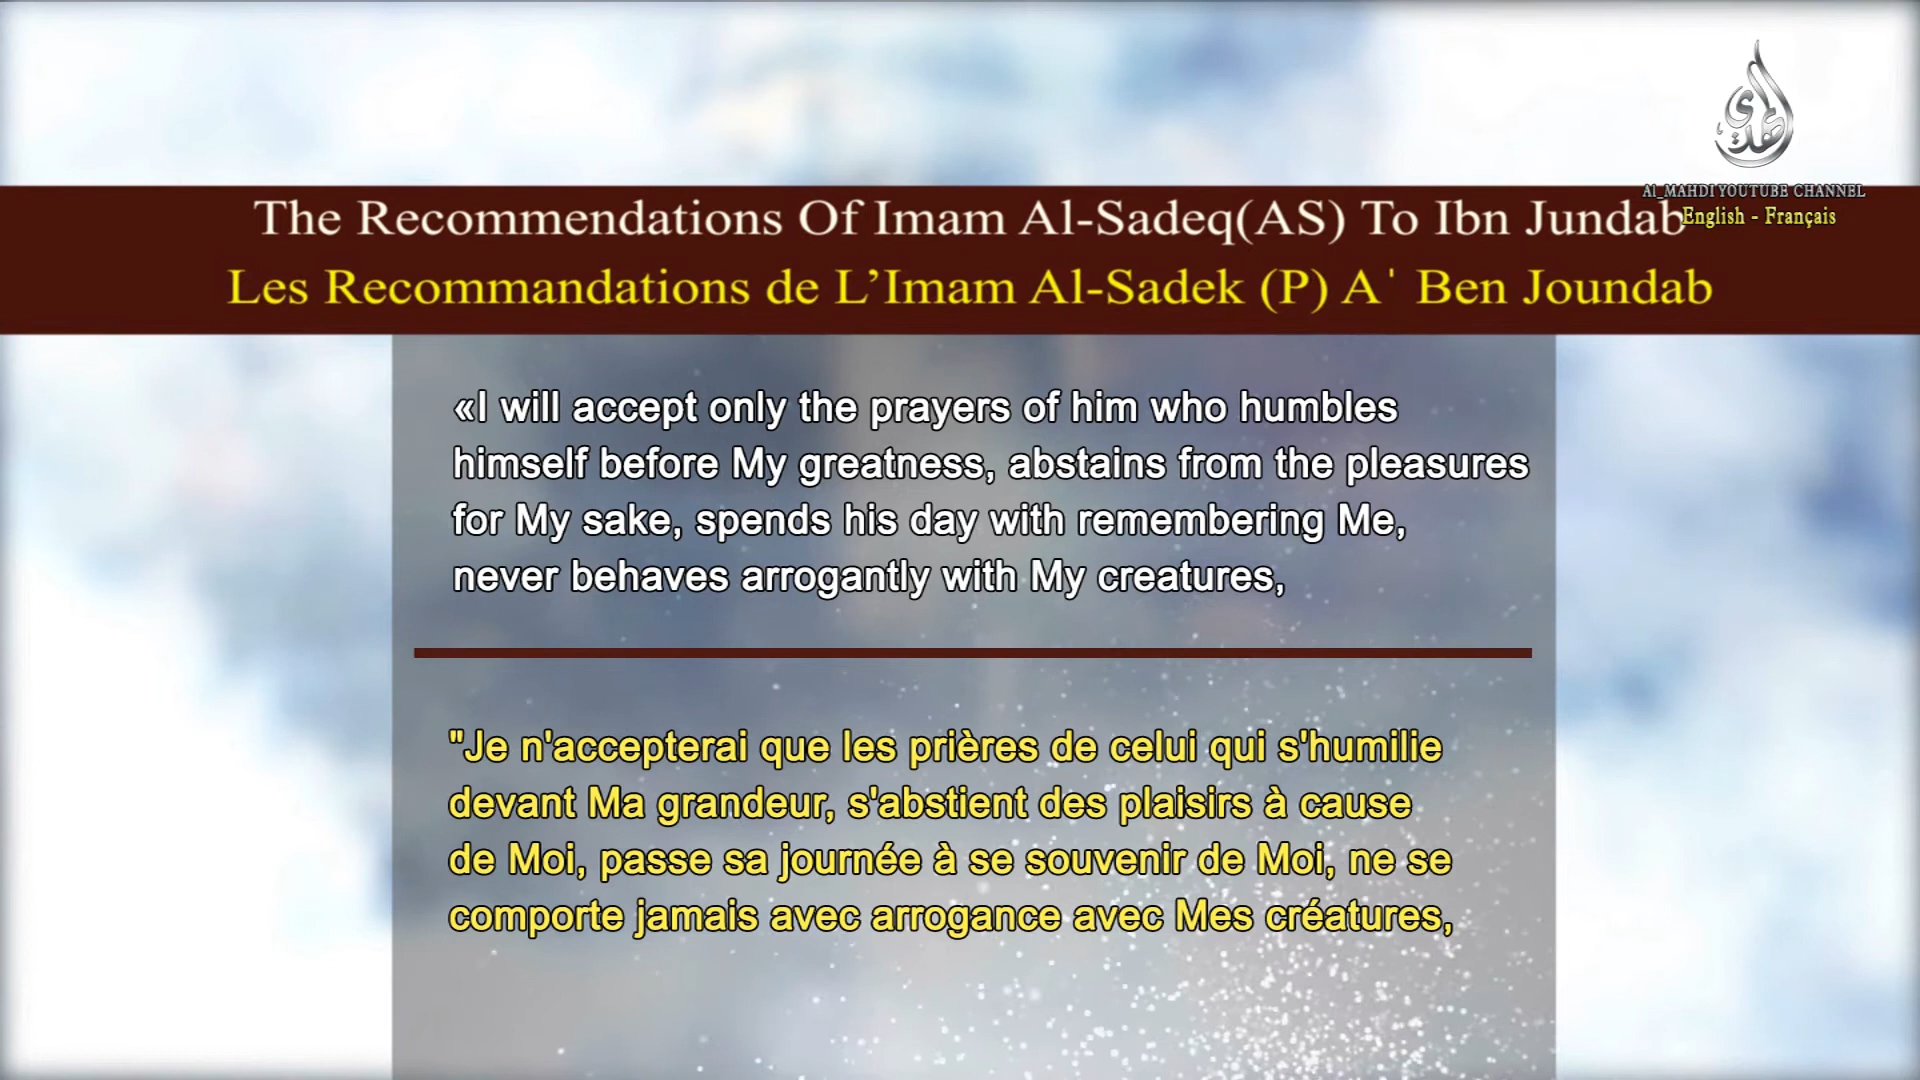 المهدي
Al_MAHDI YOUTUBE CHANNEL
English - Français
The Recommendations Of Imam Al-Sadeq(AS) To Ibn Jundab
Les Recommandations de L’Imam Al-Sadek (P) Aˈ Ben Joundab
«I will accept only the prayers of him who humbles
himself before My greatness, abstains from the pleasures
for My sake, spends his day with remembering Me,
never behaves arrogantly with My creatures,
"Je n'accepterai que les prières de celui qui s'humilie
devant Ma grandeur, s'abstient des plaisirs à cause
de Moi, passe sa journée à se souvenir de Moi, ne se
comporte jamais avec arrogance avec Mes créatures,